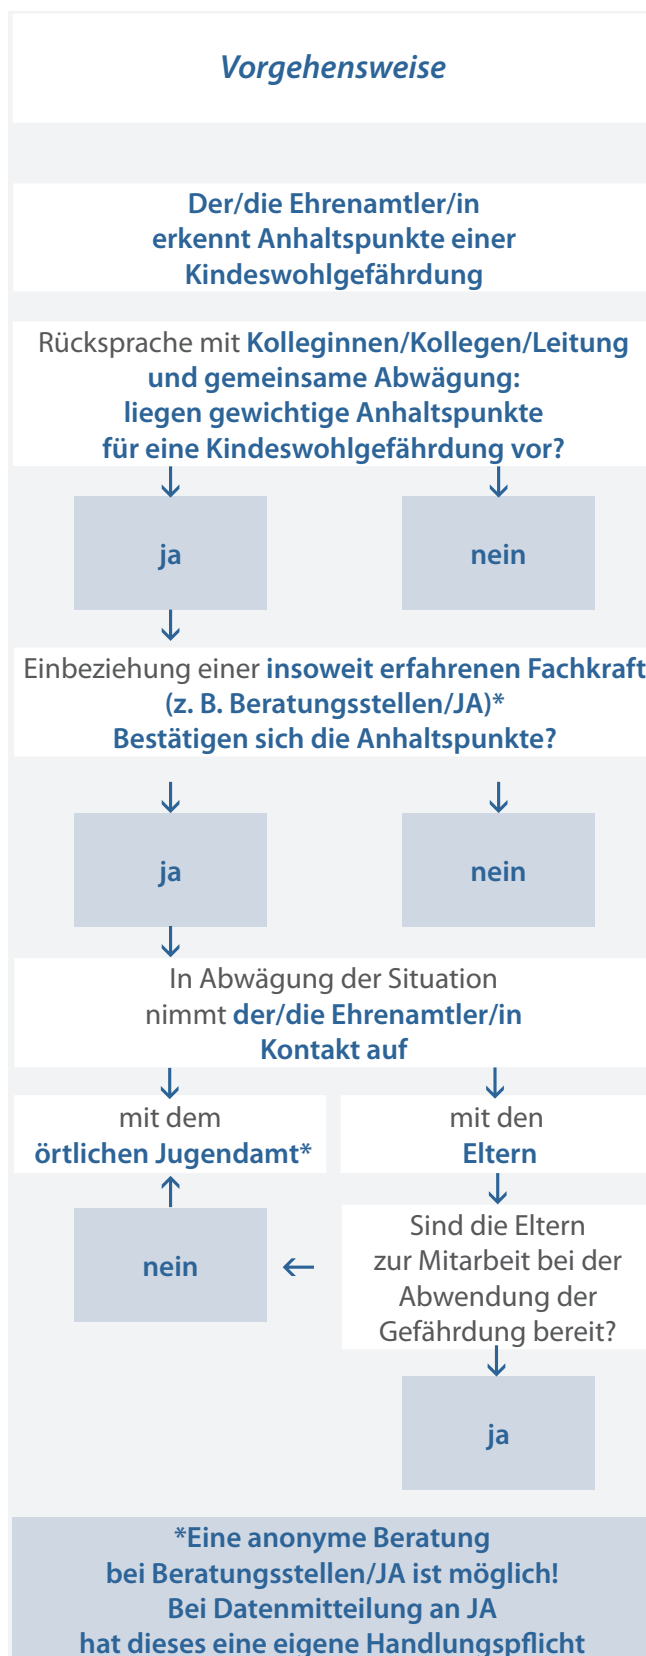 Vorgehensweise
Der/die Ehrenamtler/in
erkennt Anhaltspunkte einer
Kindeswohlgefährdung
Rücksprache mit Kolleginnen/Kollegen/Leitung
und gemeinsame Abwägung:
liegen gewichtige Anhaltspunkte
für eine Kindeswohlgefährdung vor?
ja
nein
Einbeziehung einer insoweit erfahrenen Fachkraft
(z. B. Beratungsstellen/JA)*
Bestätigen sich die Anhaltspunkte?
ja
nein
In Abwägung der Situation
nimmt der/die Ehrenamtler/in
Kontakt auf
mit dem
örtlichen Jugendamt*
mit den
Eltern
Sind die Eltern
zur Mitarbeit bei der
Abwendung der
Gefährdung bereit?
nein
ja
*Eine anonyme Beratung
bei Beratungsstellen/JA ist möglich!
Bei Datenmitteilung an JA
hat dieses eine eigene Handlungspflicht